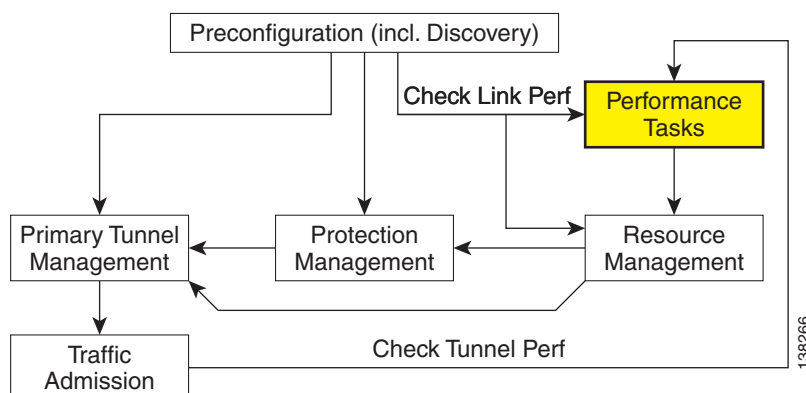 Preconfiguration (incl. Discovery)
Check Link Perf
Performance
Tasks
Primary Tunnel
Management
Protection
Management
Resource
Management
Traffic
Admission
Check Tunnel Perf
138266